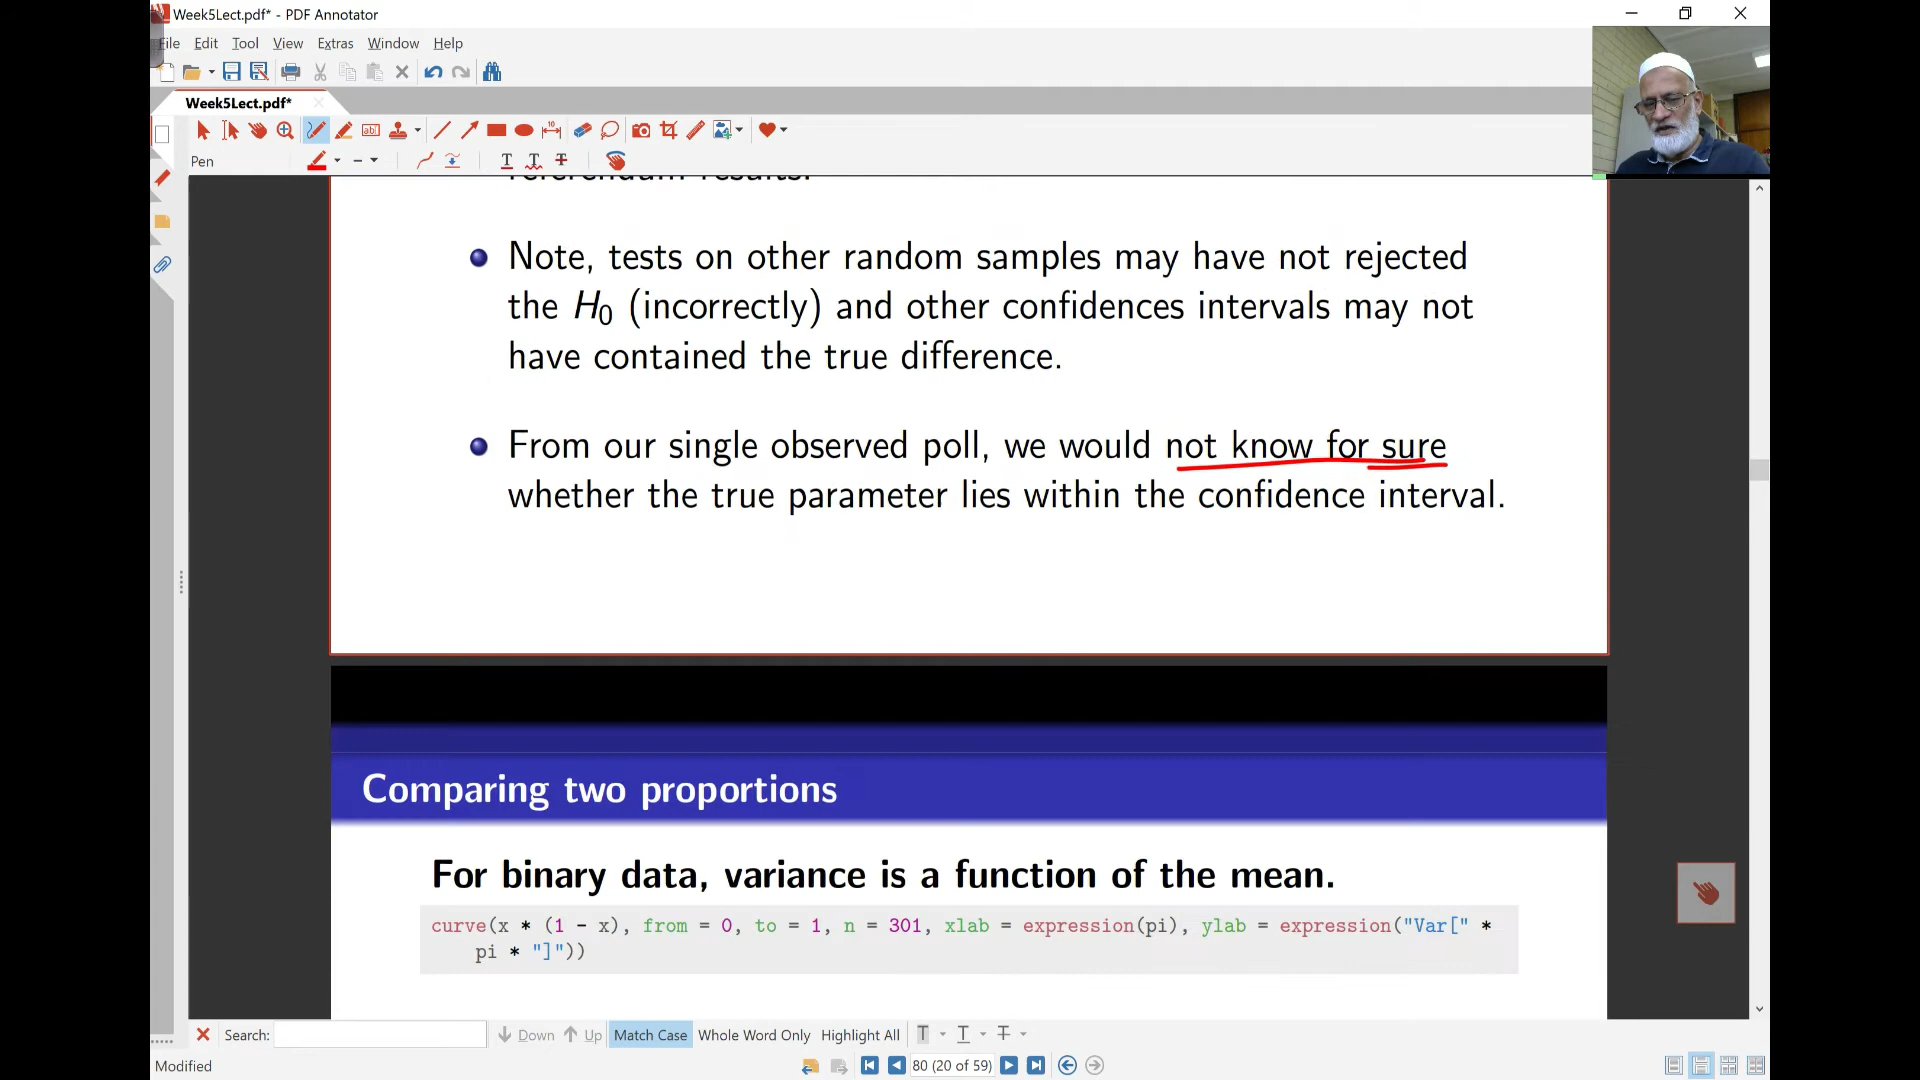 Week5Lect.pdf* - PDF Annotator
File Edit Tool View Extras Window Help
Week5Lect.pdf*
Pen
referendum results.
Note, tests on other random samples may have not rejected
the H0 (incorrectly) and other confidences intervals may not
have contained the true difference.
From our single observed poll, we would not know for sure
whether the true parameter lies within the confidence interval.
Comparing two proportions
For binary data, variance is a function of the mean.
curve(x * (1 - x), from = 0, to = 1, n = 301, xlab = expression(pi), ylab = expression("Var[" *
pi * "]"))
Search: Down Up Match Case Whole Word Only Highlight All
Modified 80 (20 of 59)